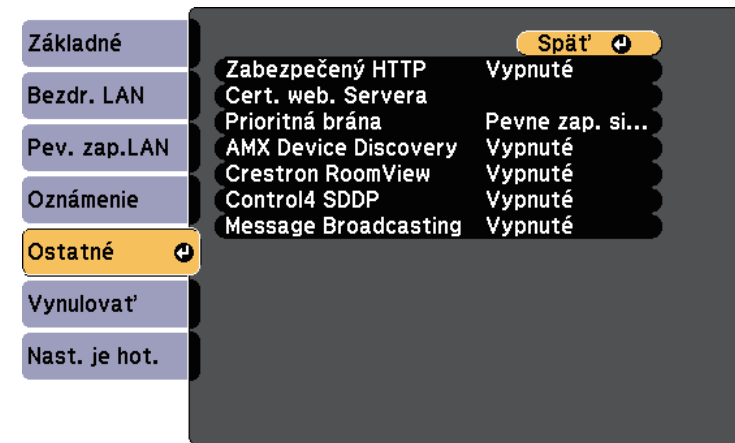 Základné
Bezdr. LAN
Pev. zap.LAN
Oznámenie
Ostatné
Vynulovať
Nast. je hot.
Späť
Zabezpečený HTTP Vypnuté
Cert. web. Servera
Prioritná brána Pevne zap. si...
AMX Device Discovery Vypnuté
Crestron RoomView Vypnuté
Control4 SDDP Vypnuté
Message Broadcasting Vypnuté